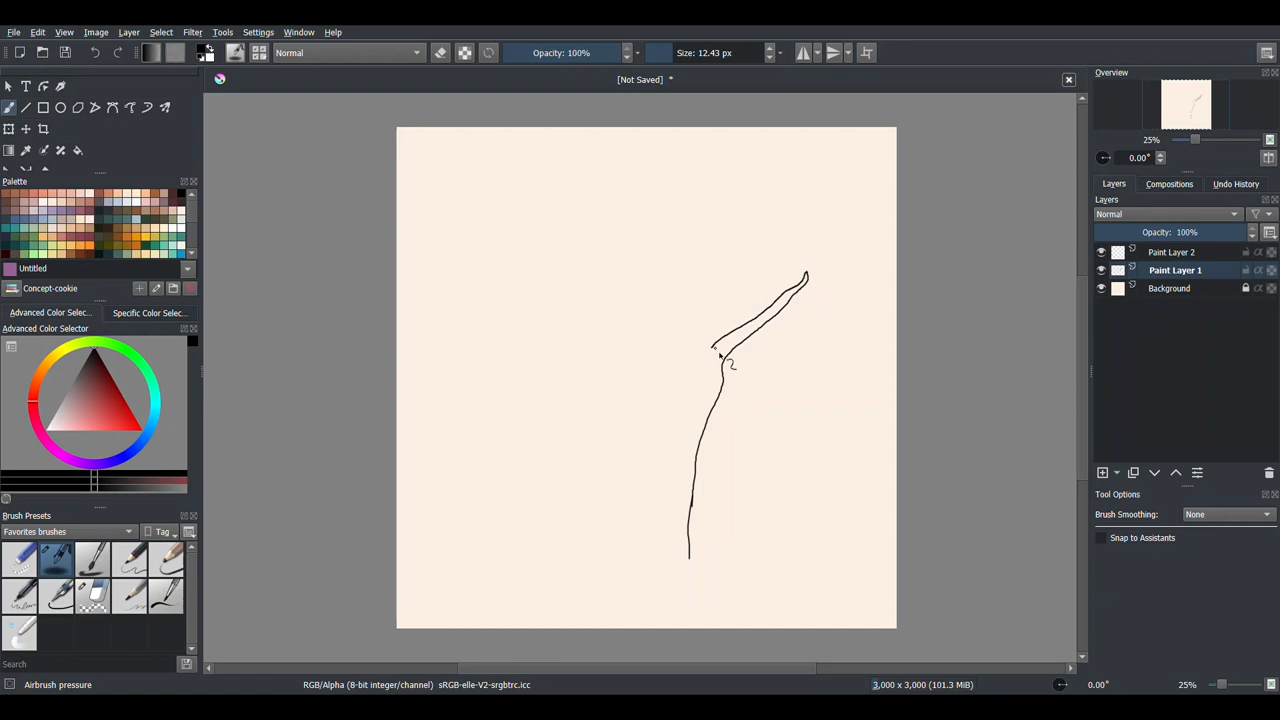 File Edit View Image Layer Select Filter Tools Settings Window Help
Normal Opacity: 100% Size: 12.43 px
[Not Saved] *
Overview
25%
0.00°
Palette
Layers Compositions Undo History
Layers
Normal
Opacity: 100%
Paint Layer 2
Paint Layer 1
Background
Untitled
Concept-cookie
Advanced Color Selec... Specific Color Selec...
Advanced Color Selector
Tool Options
Brush Smoothing: None
Snap to Assistants
Brush Presets
Favorites brushes Tag
Search
Airbrush pressure RGB/Alpha (8-bit integer/channel) sRGB-elle-V2-srgbtrc.icc 3,000 x 3,000 (101.3 MiB) 0.00° 25%